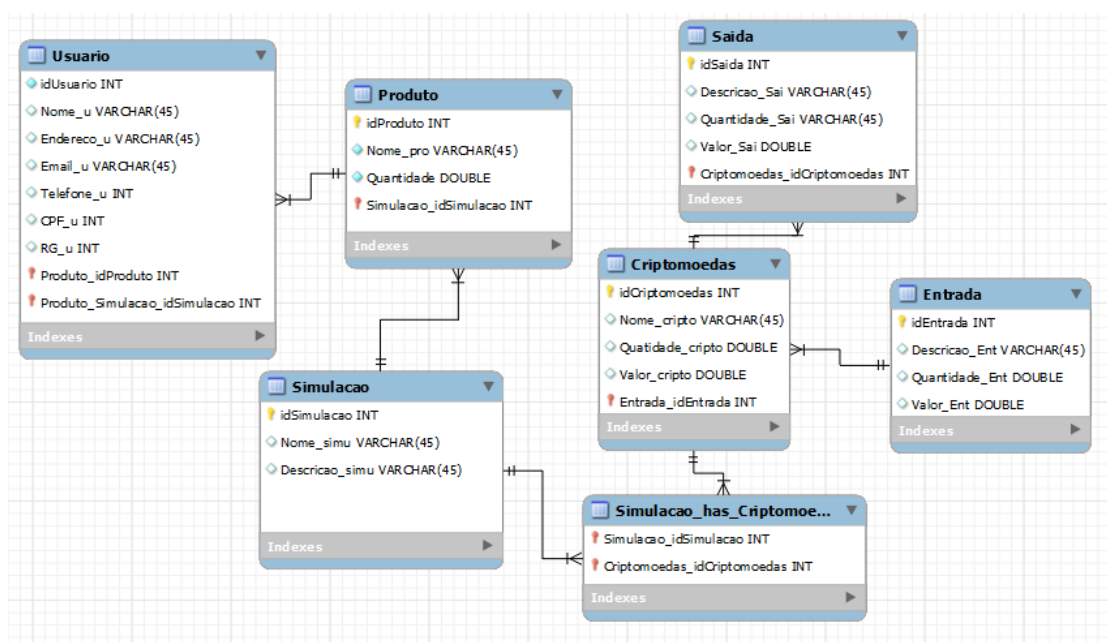 Usuario
idUsuario INT
Nome_u VARCHAR(45)
Endereco_u VARCHAR(45)
Email_u VARCHAR(45)
Telefone_u INT
CPF_u INT
RG_u INT
Produto_idProduto INT
Produto_Simulacao_idSimulacao INT
Indexes
Produto
idProduto INT
Nome_pro VARCHAR(45)
Quantidade DOUBLE
Simulacao_idSimulacao INT
Indexes
Saida
idSaida INT
Descricao_Sai VARCHAR(45)
Quantidade_Sai VARCHAR(45)
Valor_Sai DOUBLE
Criptomoedas_idCriptomoedas INT
Indexes
Criptomoedas
idCriptomoedas INT
Nome_cripto VARCHAR(45)
Quatidade_cripto DOUBLE
Valor_cripto DOUBLE
Entrada_idEntrada INT
Indexes
Entrada
idEntrada INT
Descricao_Ent VARCHAR(45)
Quantidade_Ent DOUBLE
Valor_Ent DOUBLE
Indexes
Simulacao
idSimulacao INT
Nome_simu VARCHAR(45)
Descricao_simu VARCHAR(45)
Indexes
Simulacao_has_Criptomoe...
Simulacao_idSimulacao INT
Criptomoedas_idCriptomoedas INT
Indexes